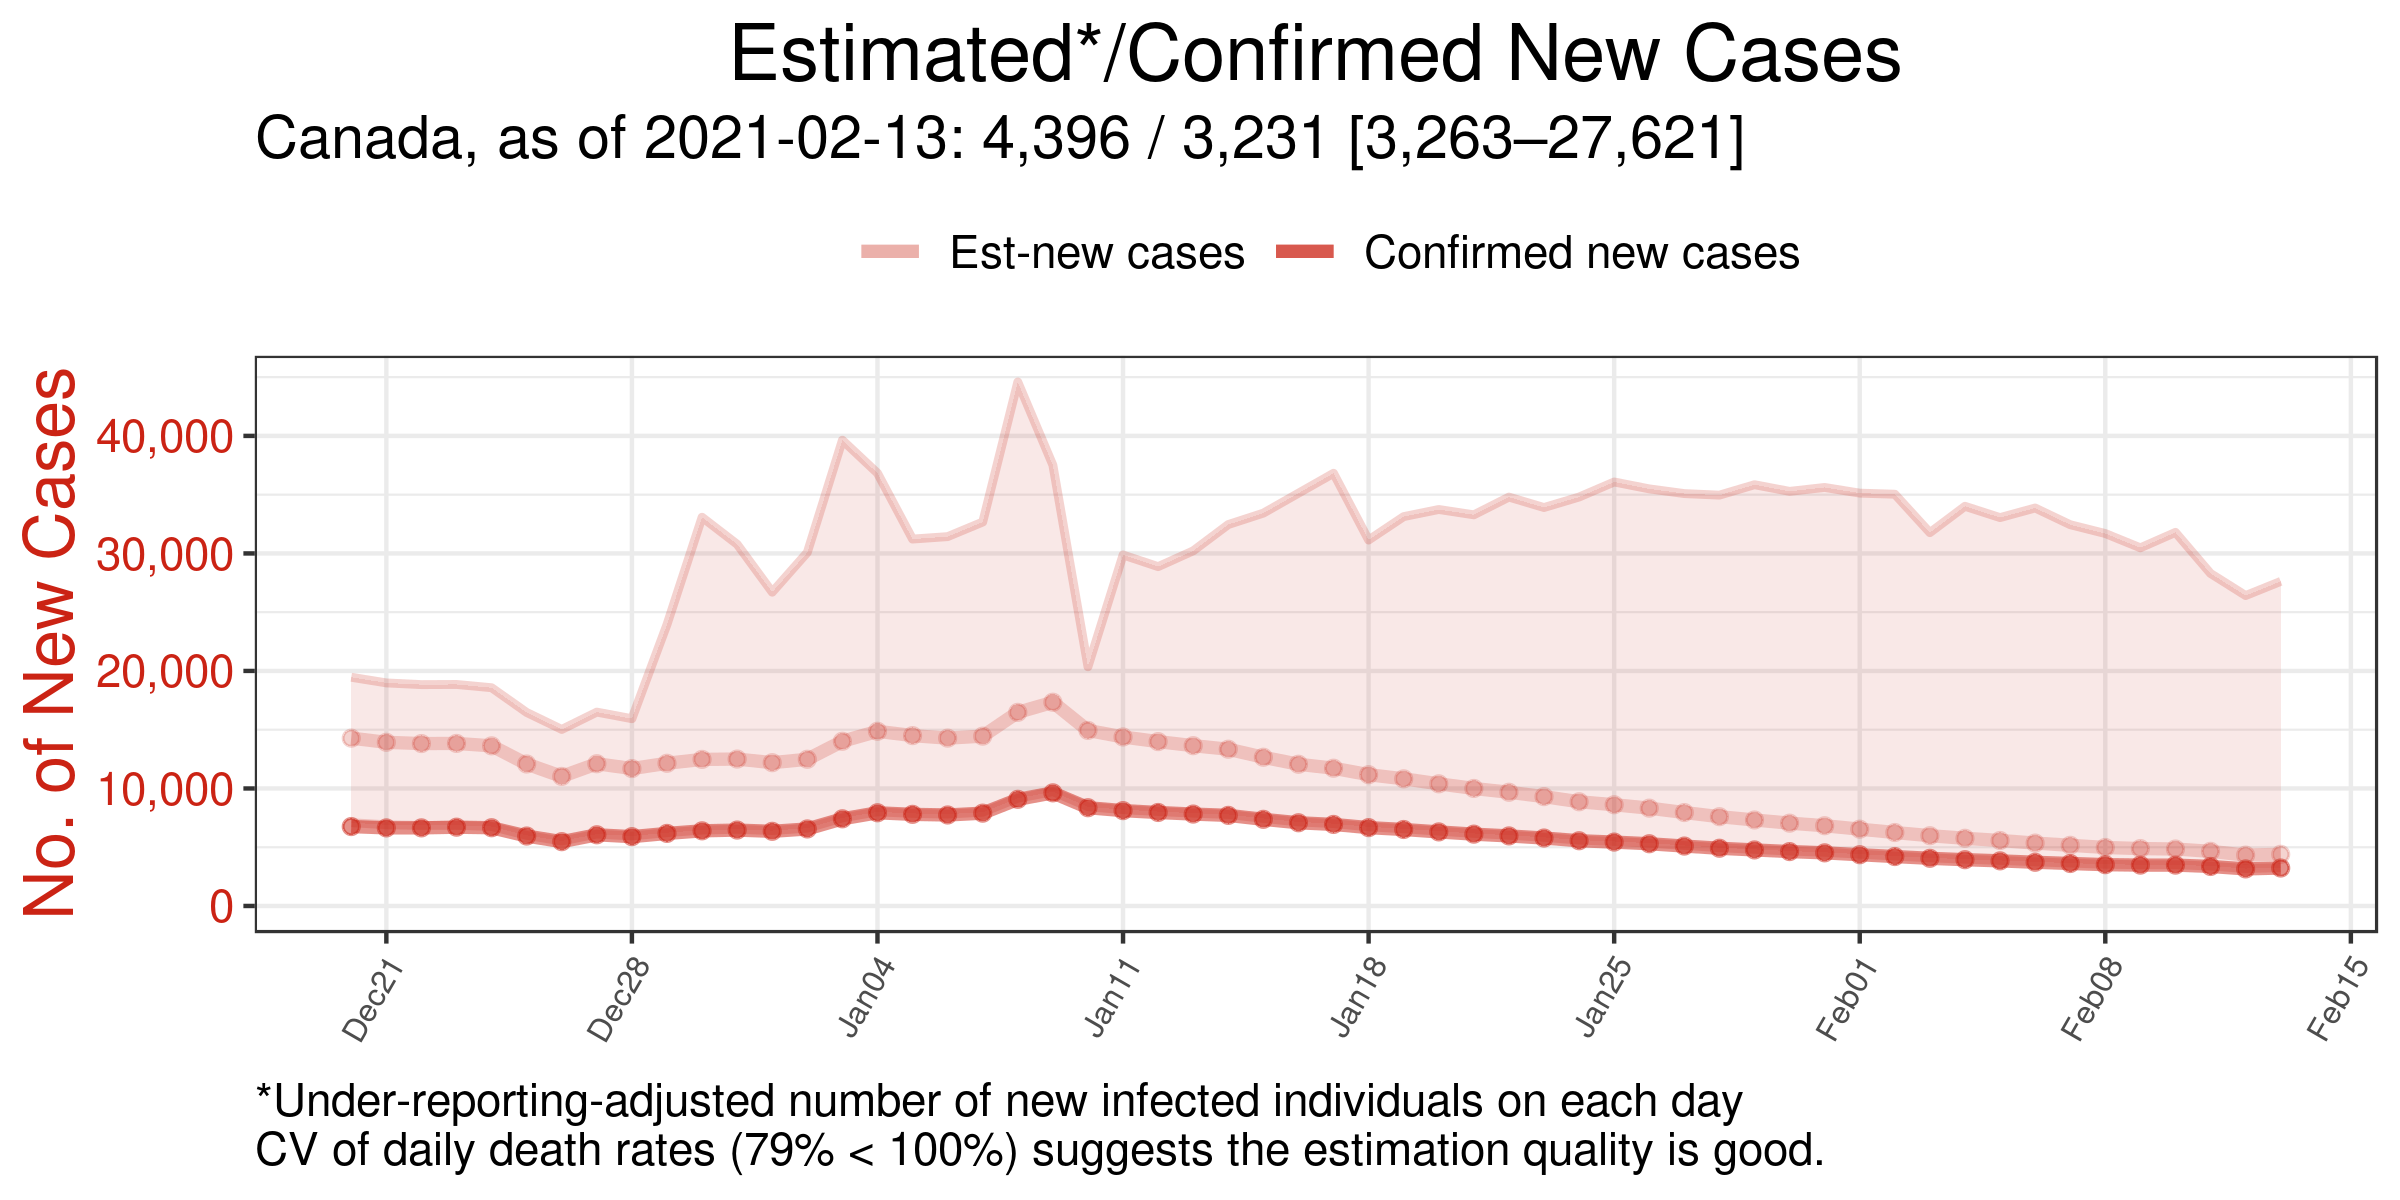 Estimated*/Confirmed New Cases
Canada, as of 2021-02-13: 4,396 / 3,231 [3,263–27,621]
Est-new cases
Confirmed new cases
No. of New Cases
40,000
30,000
20,000
10,000
0
Dec21
Dec28
Jan04
Jan11
Jan18
Jan25
Feb01
Feb08
Feb15
*Under-reporting-adjusted number of new infected individuals on each day
CV of daily death rates (79% < 100%) suggests the estimation quality is good.